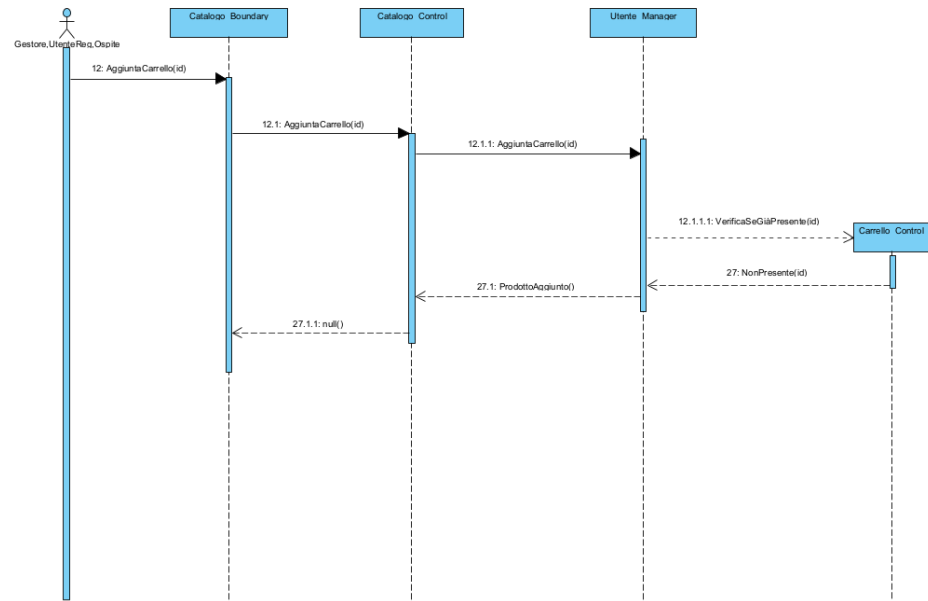 Catalogo Boundary
Catalogo Control
Utente Manager
Gestore,UtenteReg,Ospite
12: AggiuntaCarrello(id)
12.1: AggiuntaCarrello(id)
12.1.1: AggiuntaCarrello(id)
12.1.1.1: VerificaSeGiàPresente(id)
Carrello Control
27: NonPresente(id)
27.1: ProdottoAggiunto()
27.1.1: null()